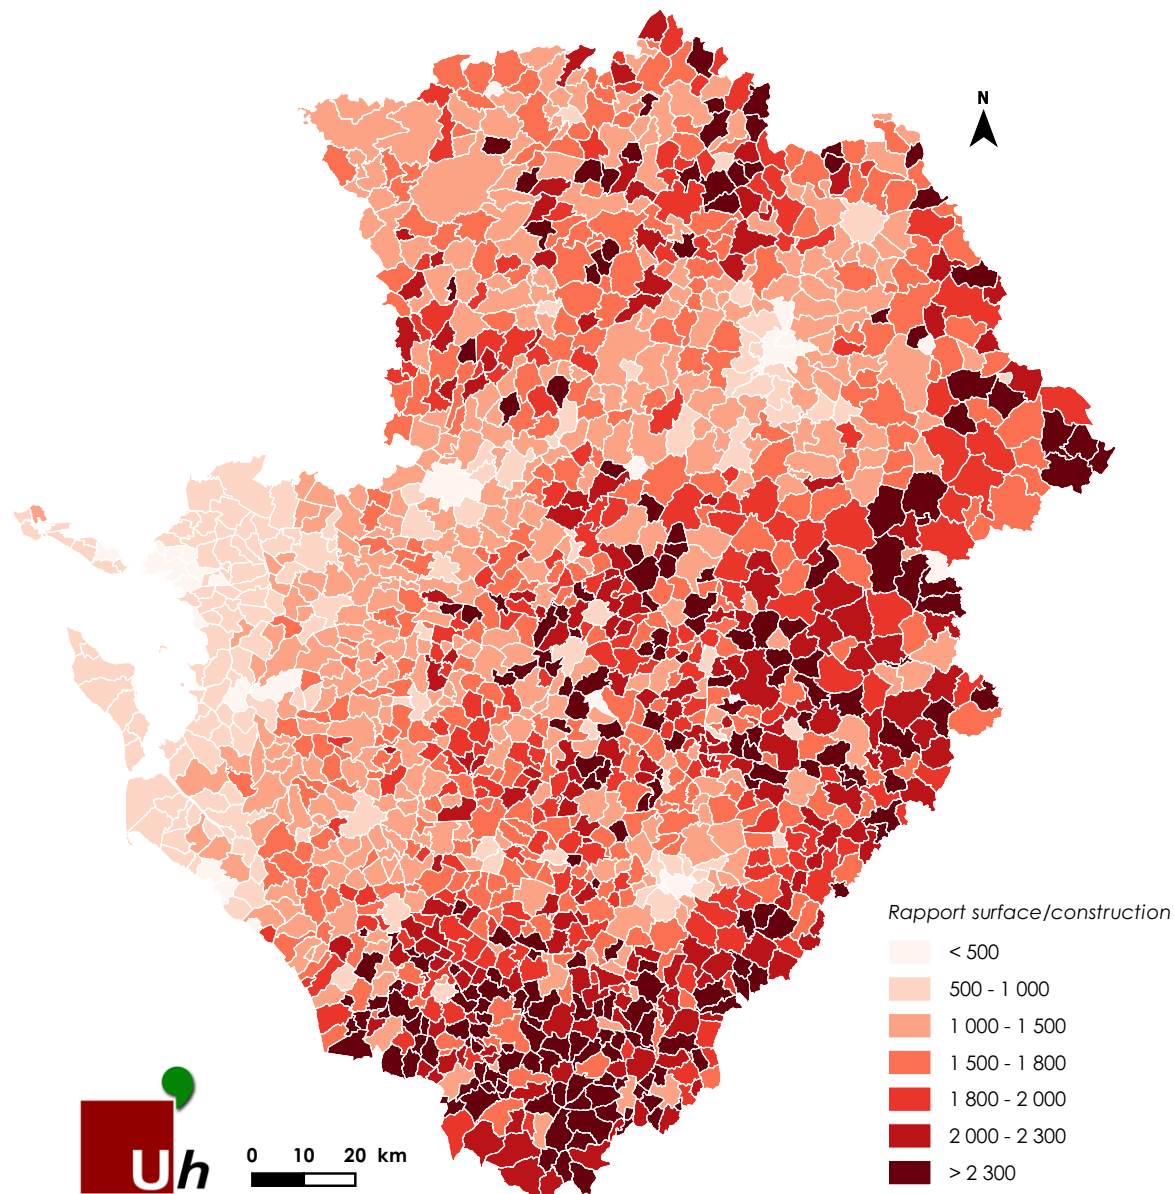 N
Rapport surface/construction
< 500
500 - 1 000
1 000 - 1 500
1 500 - 1 800
1 800 - 2 000
2 000 - 2 300
> 2 300
Uh
0 10 20 km